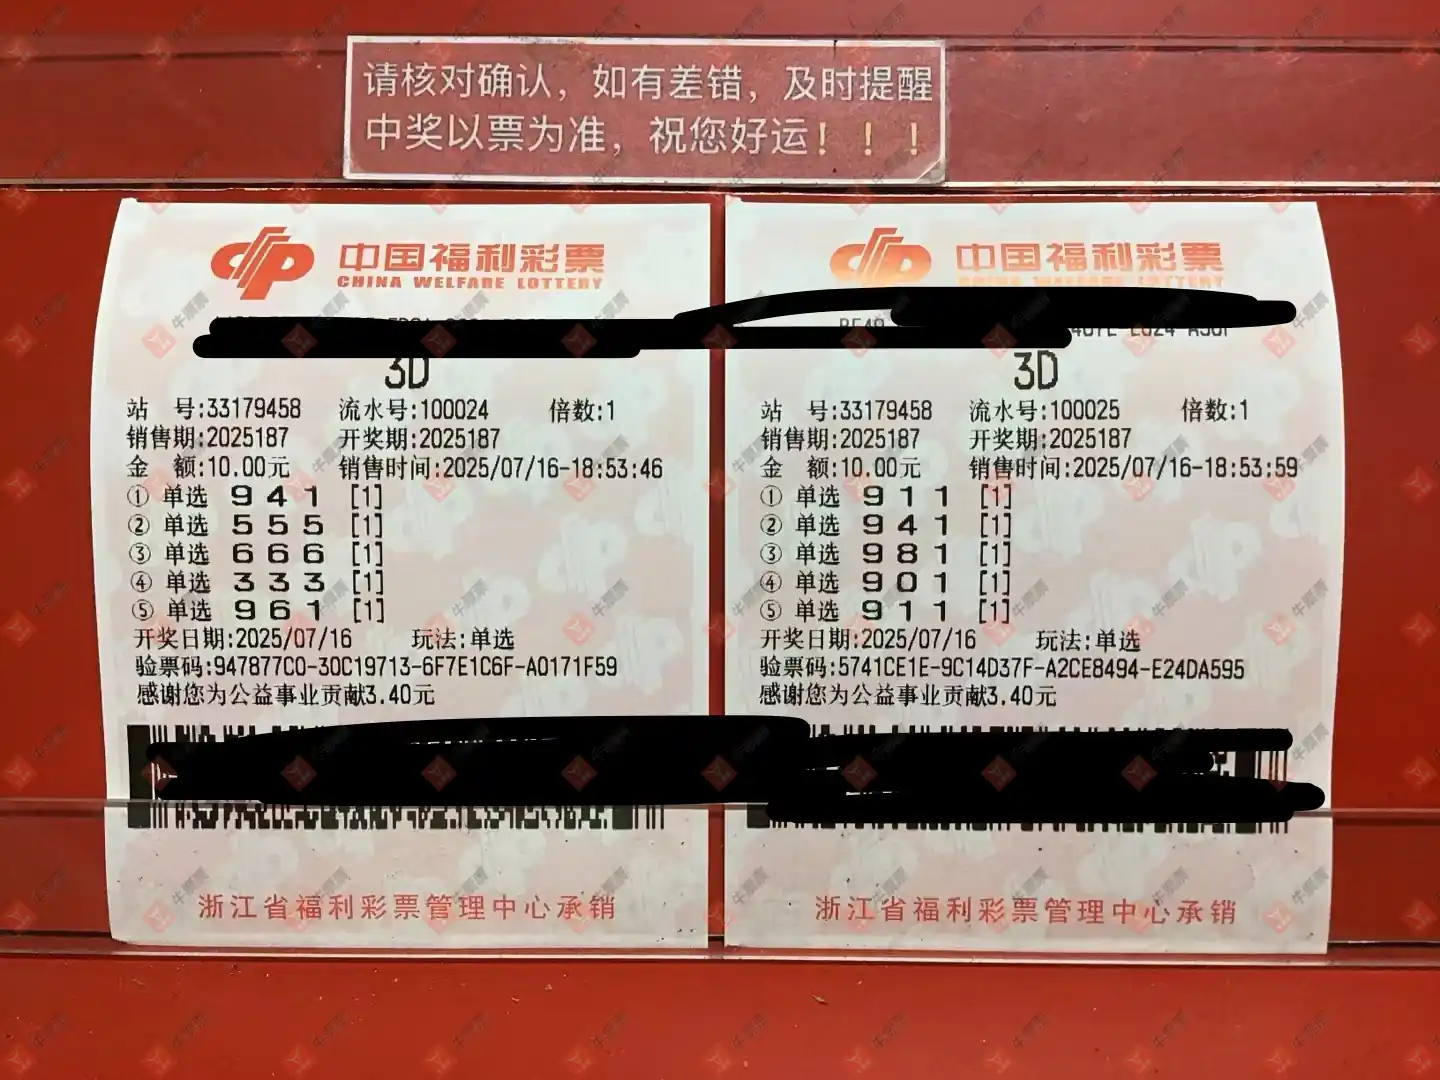 请核对确认，如有差错，及时提醒
中奖以票为准，祝您好运！！！
中国福利彩票
CHINA WELFARE LOTTERY
3D
站 号:33179458 流水号:100024 倍数:1
销售期:2025187 开奖期:2025187
金 额:10.00元 销售时间:2025/07/16-18:53:46
① 单选 9 4 1 [1]
② 单选 5 5 5 [1]
③ 单选 6 6 6 [1]
④ 单选 3 3 3 [1]
⑤ 单选 9 6 1 [1]
开奖日期:2025/07/16 玩法:单选
验票码:947877C0-30C19713-6F7E1C6F-A0171F59
感谢您为公益事业贡献3.40元
浙江省福利彩票管理中心承销
中国福利彩票
CHINA WELFARE LOTTERY
3D
站 号:33179458 流水号:100025 倍数:1
销售期:2025187 开奖期:2025187
金 额:10.00元 销售时间:2025/07/16-18:53:59
① 单选 9 1 1 [1]
② 单选 9 4 1 [1]
③ 单选 9 8 1 [1]
④ 单选 9 0 1 [1]
⑤ 单选 9 1 1 [1]
开奖日期:2025/07/16 玩法:单选
验票码:5741CE1E-9C14D37F-A2CE8494-E24DA595
感谢您为公益事业贡献3.40元
浙江省福利彩票管理中心承销